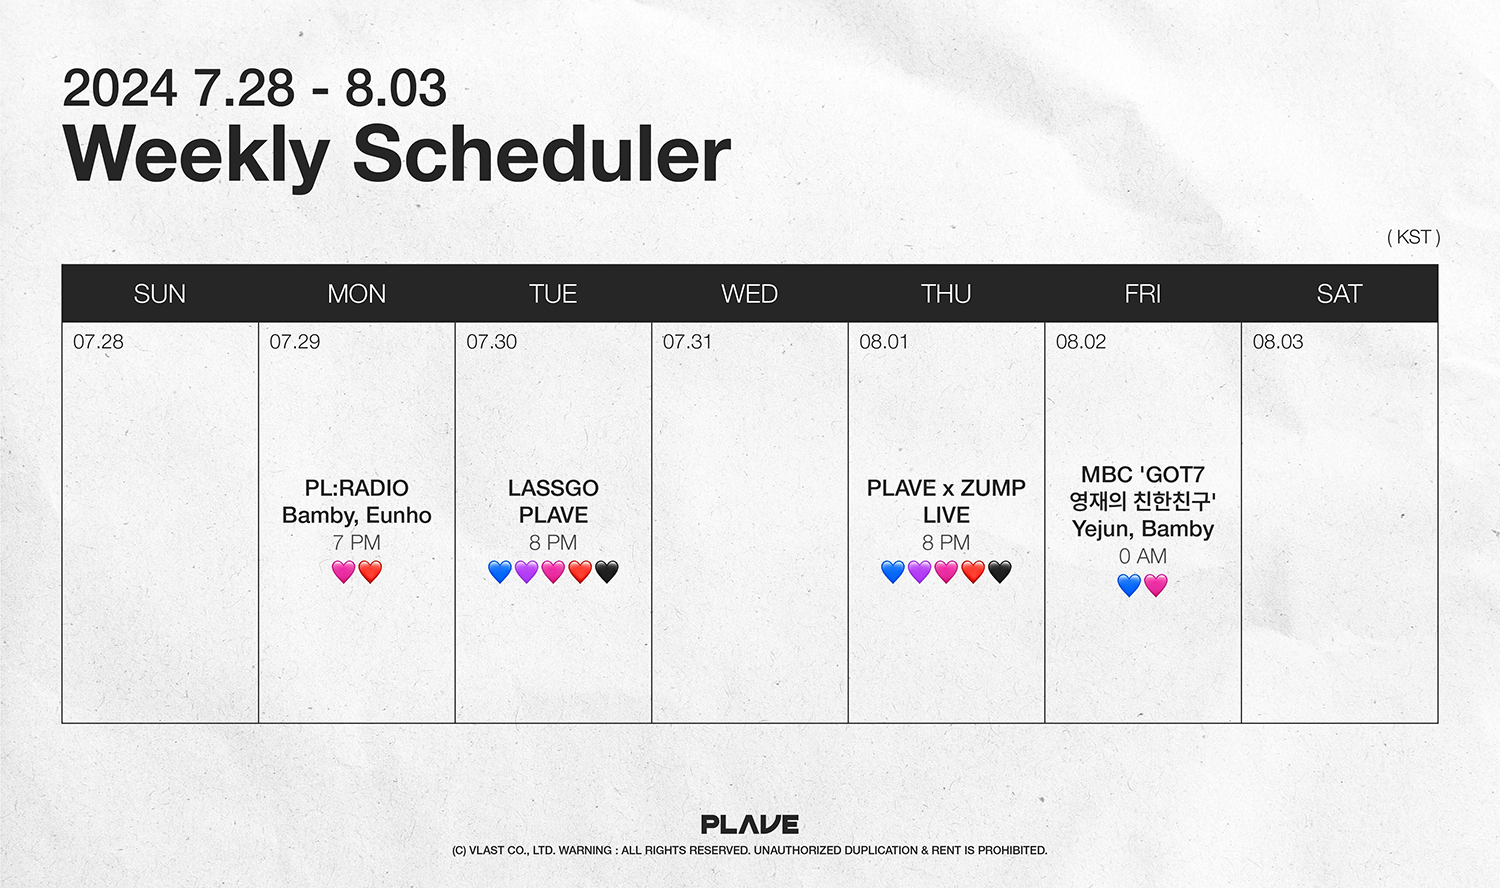 2024 7.28 - 8.03
Weekly Scheduler
( KST )
SUN
MON
TUE
WED
THU
FRI
SAT
07.28
07.29
07.30
07.31
08.01
08.02
08.03
PL:RADIO
Bamby, Eunho
7 PM
LASSGO
PLAVE
8 PM
PLAVE x ZUMP
LIVE
8 PM
MBC 'GOT7
영재의 친한친구'
Yejun, Bamby
0 AM
PLAVE
(C) VLAST CO., LTD. WARNING : ALL RIGHTS RESERVED. UNAUTHORIZED DUPLICATION & RENT IS PROHIBITED.